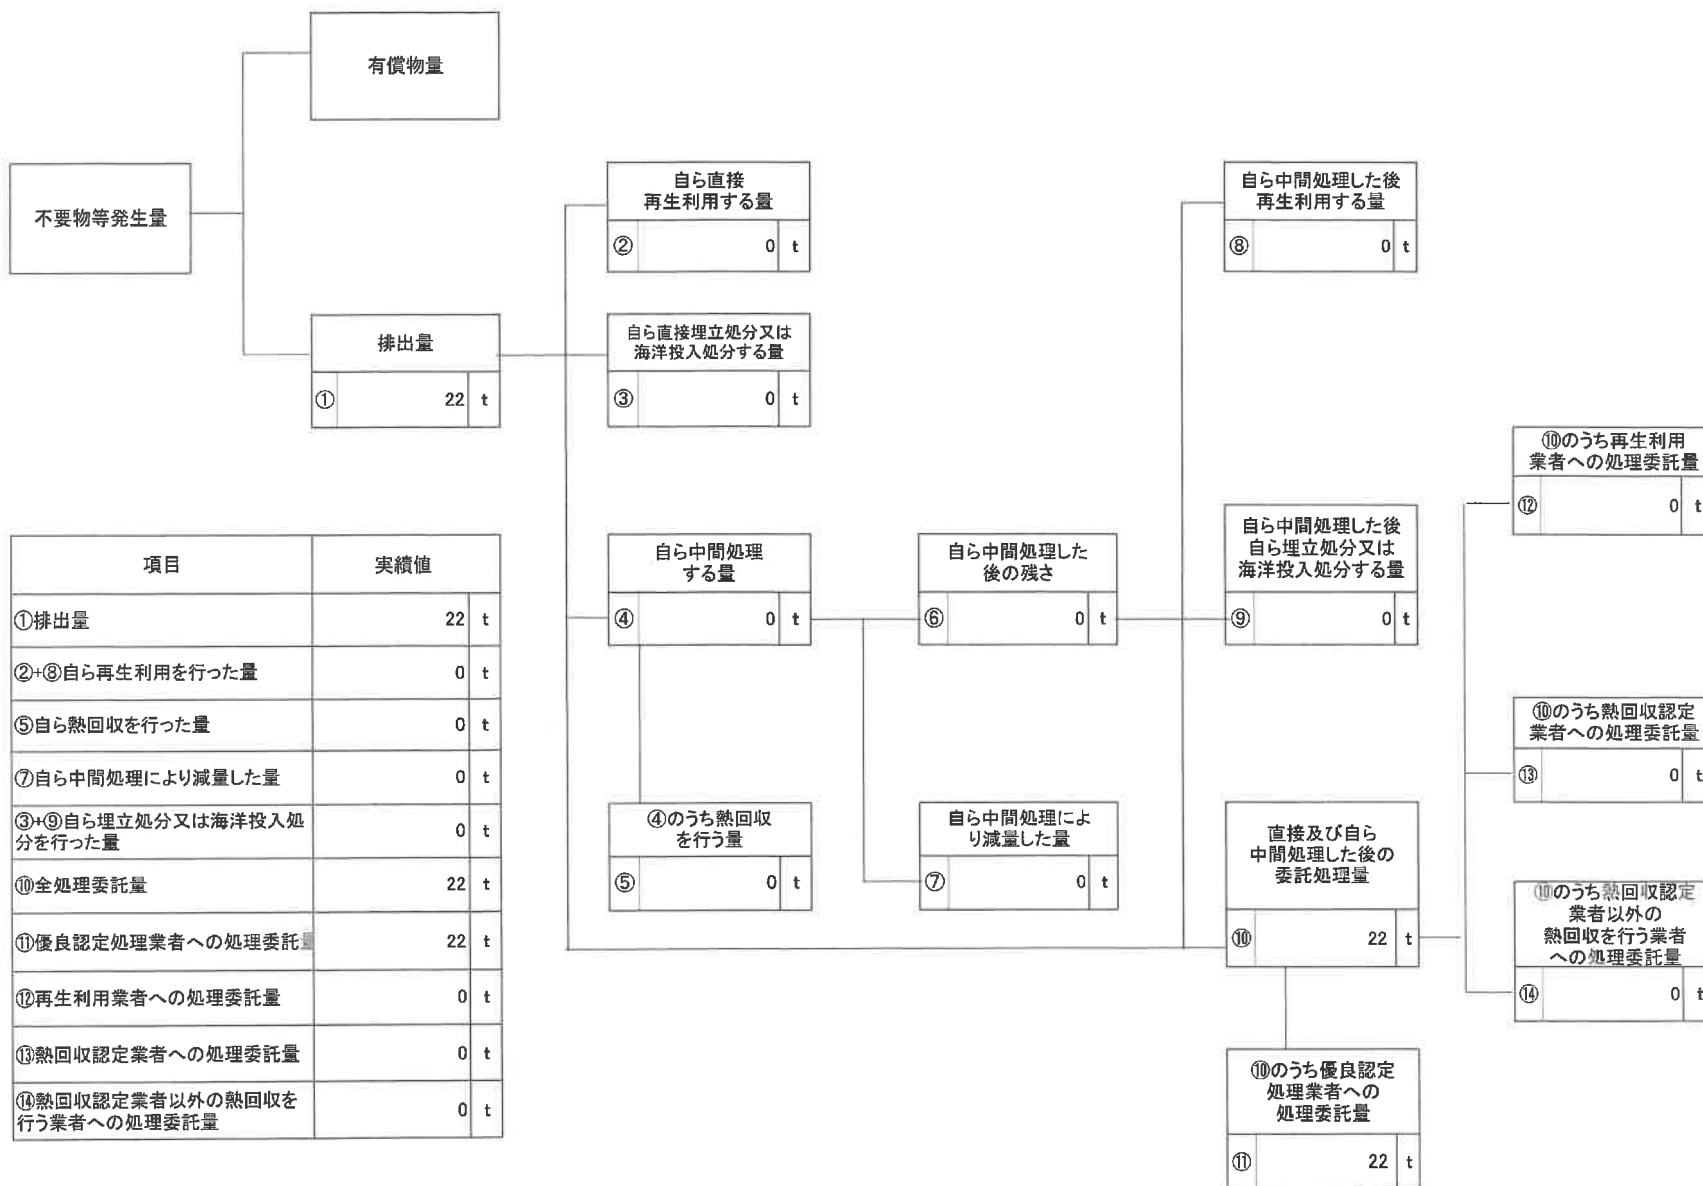 有償物量
不要物等発生量
排出量
① 22 t
自ら直接
再生利用する量
② 0 t
自ら直接埋立処分又は
海洋投入処分する量
③ 0 t
自ら中間処理
する量
④ 0 t
④のうち熱回収
を行う量
⑤ 0 t
自ら中間処理した
後の残さ
⑥ 0 t
自ら中間処理によ
り減量した量
⑦ 0 t
自ら中間処理した後
再生利用する量
⑧ 0 t
自ら中間処理した後
自ら埋立処分又は
海洋投入処分する量
⑨ 0 t
直接及び自ら
中間処理した後の
委託処理量
⑩ 22 t
⑩のうち優良認定
処理業者への
処理委託量
⑪ 22 t
⑩のうち再生利用
業者への処理委託量
⑫ 0 t
⑩のうち熱回収認定
業者への処理委託量
⑬ 0 t
⑩のうち熱回収認定
業者以外の
熱回収を行う業者
への処理委託量
⑭ 0 t
項目 実績値
①排出量 22 t
②+⑧自ら再生利用を行った量 0 t
⑤自ら熱回収を行った量 0 t
⑦自ら中間処理により減量した量 0 t
③+⑨自ら埋立処分又は海洋投入処
分を行った量 0 t
⑩全処理委託量 22 t
⑪優良認定処理業者への処理委託量 22 t
⑫再生利用業者への処理委託量 0 t
⑬熱回収認定業者への処理委託量 0 t
⑭熱回収認定業者以外の熱回収を
行う業者への処理委託量 0 t